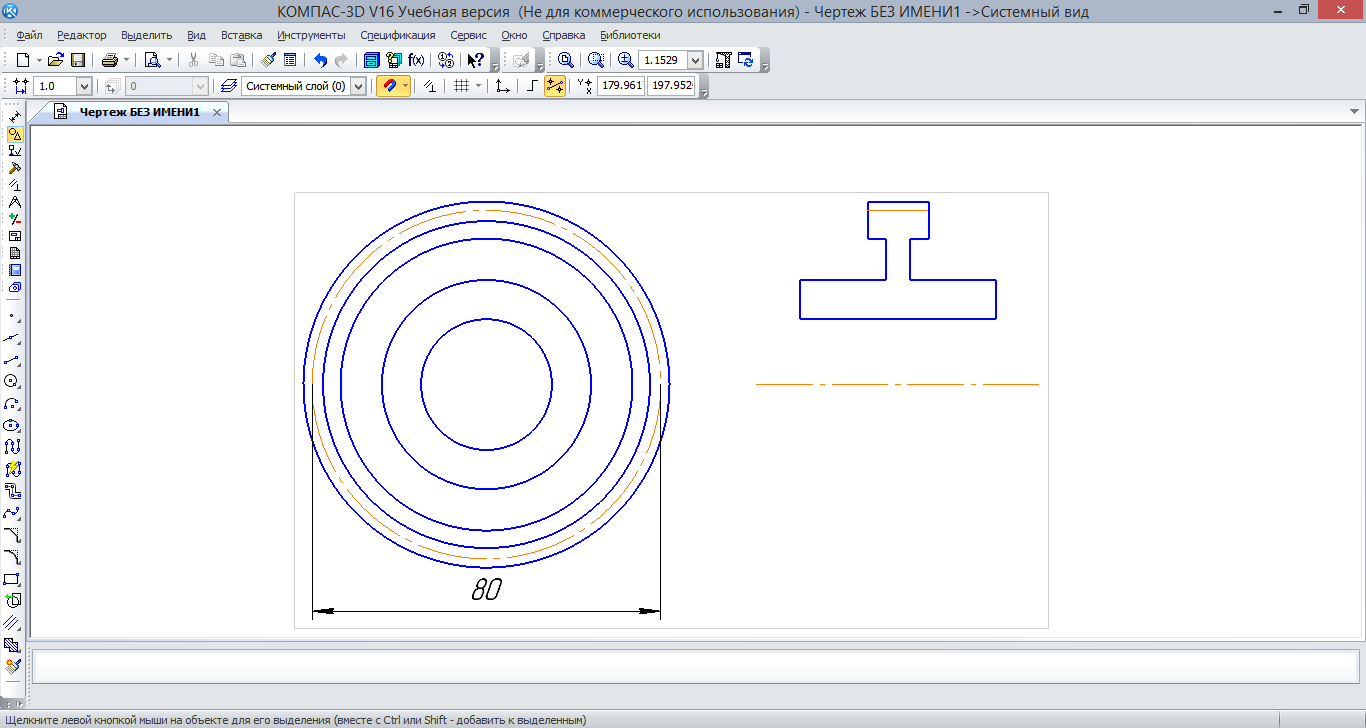 КОМПАС-3D V16 Учебная версия (Не для коммерческого использования) - Чертеж БЕЗ ИМЕНИ1 ->Системный вид
Файл Редактор Выделить Вид Вставка Инструменты Спецификация Сервис Окно Справка Библиотеки
f(x) 1.1529
1.0 0 Системный слой (0) 179.961 197.952
Чертеж БЕЗ ИМЕНИ1
80
Щелкните левой кнопкой мыши на объекте для его выделения (вместе с Ctrl или Shift - добавить к выделенным)